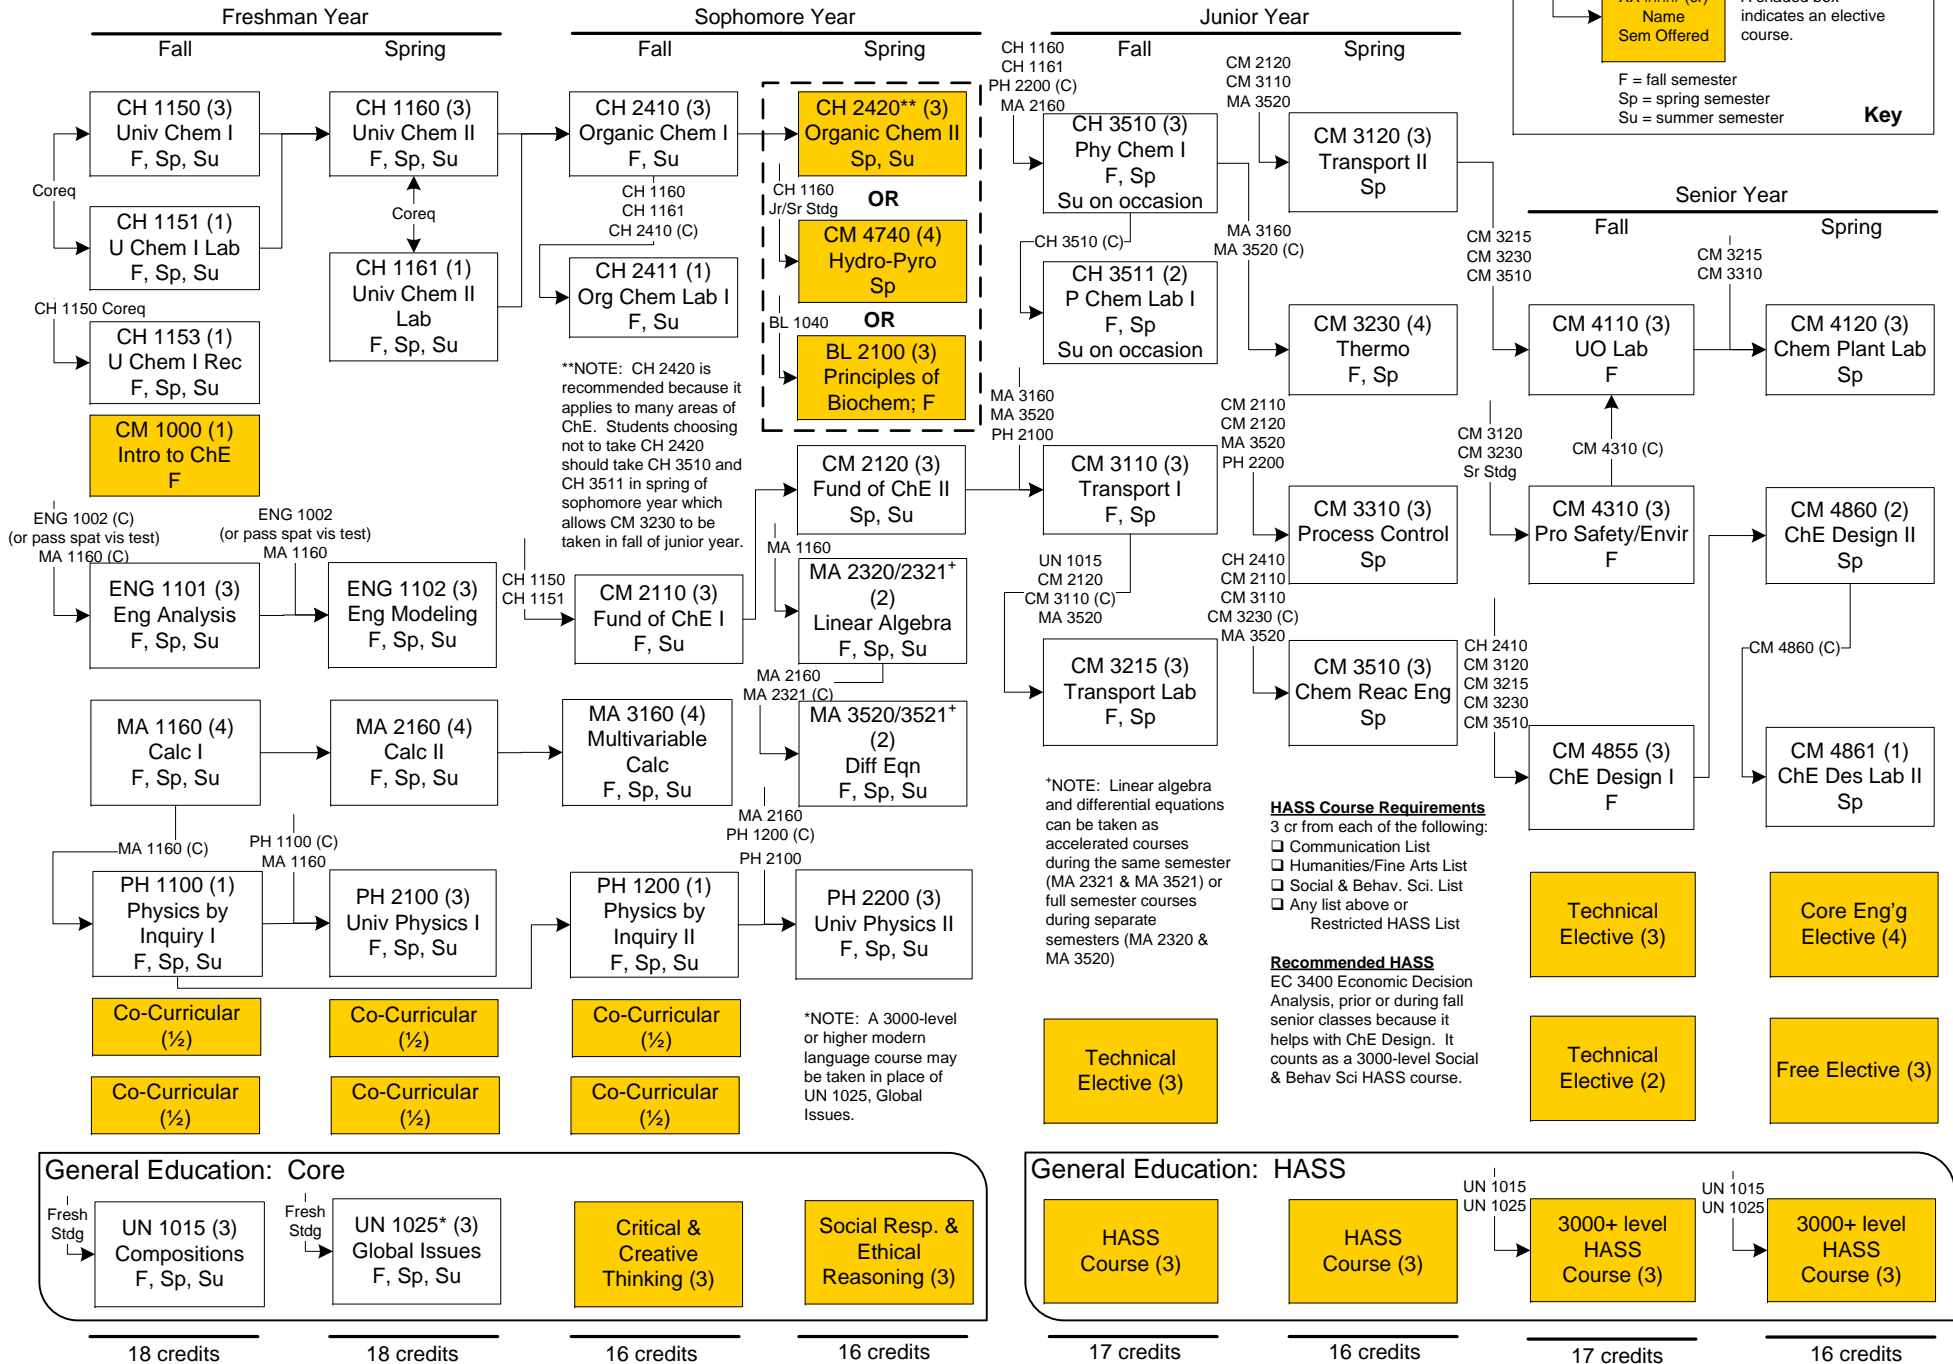 Freshman Year
Fall
Spring
Sophomore Year
Fall
Spring
Junior Year
Fall
Spring
Senior Year
Fall
Spring
Name
Sem Offered
indicates an elective
course.
F = fall semester
Sp = spring semester
Su = summer semester
Key
CH 1150 (3)
Univ Chem I
F, Sp, Su
Coreq
CH 1151 (1)
U Chem I Lab
F, Sp, Su
CH 1150 Coreq
CH 1153 (1)
U Chem I Rec
F, Sp, Su
CM 1000 (1)
Intro to ChE
F
ENG 1002 (C)
(or pass spat vis test)
MA 1160 (C)
ENG 1101 (3)
Eng Analysis
F, Sp, Su
MA 1160 (4)
Calc I
F, Sp, Su
MA 1160 (C)
PH 1100 (1)
Physics by
Inquiry I
F, Sp, Su
Co-Curricular
(½)
Co-Curricular
(½)
CH 1160 (3)
Univ Chem II
F, Sp, Su
Coreq
CH 1161 (1)
Univ Chem II
Lab
F, Sp, Su
ENG 1002
(or pass spat vis test)
MA 1160
ENG 1102 (3)
Eng Modeling
F, Sp, Su
MA 2160 (4)
Calc II
F, Sp, Su
PH 1100 (C)
MA 1160
PH 2100 (3)
Univ Physics I
F, Sp, Su
Co-Curricular
(½)
Co-Curricular
(½)
CH 2410 (3)
Organic Chem I
F, Su
CH 1160
CH 1161
CH 2410 (C)
CH 2411 (1)
Org Chem Lab I
F, Su
**NOTE: CH 2420 is
recommended because it
applies to many areas of
ChE. Students choosing
not to take CH 2420
should take CH 3510 and
CH 3511 in spring of
sophomore year which
allows CM 3230 to be
taken in fall of junior year.
CH 1150
CH 1151
CM 2110 (3)
Fund of ChE I
F, Su
MA 3160 (4)
Multivariable
Calc
F, Sp, Su
PH 1200 (1)
Physics by
Inquiry II
F, Sp, Su
Co-Curricular
(½)
Co-Curricular
(½)
CH 2420** (3)
Organic Chem II
Sp, Su
CH 1160
Jr/Sr Stdg
OR
CM 4740 (4)
Hydro-Pyro
Sp
BL 1040
OR
BL 2100 (3)
Principles of
Biochem; F
CM 2120 (3)
Fund of ChE II
Sp, Su
MA 1160
MA 2320/2321+
(2)
Linear Algebra
F, Sp, Su
MA 2160
MA 2321 (C)
MA 3520/3521+
(2)
Diff Eqn
F, Sp, Su
MA 2160
PH 1200 (C)
PH 2100
PH 2200 (3)
Univ Physics II
F, Sp, Su
*NOTE: A 3000-level
or higher modern
language course may
be taken in place of
UN 1025, Global
Issues.
CH 1160
CH 1161
PH 2200 (C)
MA 2160
CH 3510 (3)
Phy Chem I
F, Sp
Su on occasion
CH 3510 (C)
CH 3511 (2)
P Chem Lab I
F, Sp
Su on occasion
MA 3160
MA 3520
PH 2100
CM 3110 (3)
Transport I
F, Sp
UN 1015
CM 2120
CM 3110 (C)
MA 3520
CM 3215 (3)
Transport Lab
F, Sp
+NOTE: Linear algebra
and differential equations
can be taken as
accelerated courses
during the same semester
(MA 2321 & MA 3521) or
full semester courses
during separate
semesters (MA 2320 &
MA 3520)
Technical
Elective (3)
CM 2120
CM 3110
MA 3520
CM 3120 (3)
Transport II
Sp
MA 3160
MA 3520 (C)
CM 3230 (4)
Thermo
F, Sp
CM 2110
CM 2120
MA 3520
PH 2200
CM 3310 (3)
Process Control
Sp
CH 2410
CM 2110
CM 3110
CM 3230 (C)
MA 3520
CM 3510 (3)
Chem Reac Eng
Sp
HASS Course Requirements
3 cr from each of the following:
❑ Communication List
❑ Humanities/Fine Arts List
❑ Social & Behav. Sci. List
❑ Any list above or
Restricted HASS List
Recommended HASS
EC 3400 Economic Decision
Analysis, prior or during fall
senior classes because it
helps with ChE Design. It
counts as a 3000-level Social
& Behav Sci HASS course.
CM 3215
CM 3230
CM 3510
CM 4110 (3)
UO Lab
F
CM 4310 (C)
CM 3120
CM 3230
Sr Stdg
CM 4310 (3)
Pro Safety/Envir
F
CH 2410
CM 3120
CM 3215
CM 3230
CM 3510
CM 4855 (3)
ChE Design I
F
Technical
Elective (3)
Technical
Elective (2)
CM 3215
CM 3310
CM 4120 (3)
Chem Plant Lab
Sp
CM 4860 (2)
ChE Design II
Sp
CM 4860 (C)
CM 4861 (1)
ChE Des Lab II
Sp
Core Eng'g
Elective (4)
Free Elective (3)
General Education: Core
Fresh
Stdg
UN 1015 (3)
Compositions
F, Sp, Su
Fresh
Stdg
UN 1025* (3)
Global Issues
F, Sp, Su
Critical &
Creative
Thinking (3)
Social Resp. &
Ethical
Reasoning (3)
General Education: HASS
HASS
Course (3)
HASS
Course (3)
UN 1015
UN 1025
3000+ level
HASS
Course (3)
UN 1015
UN 1025
3000+ level
HASS
Course (3)
18 credits
18 credits
16 credits
16 credits
17 credits
16 credits
17 credits
16 credits